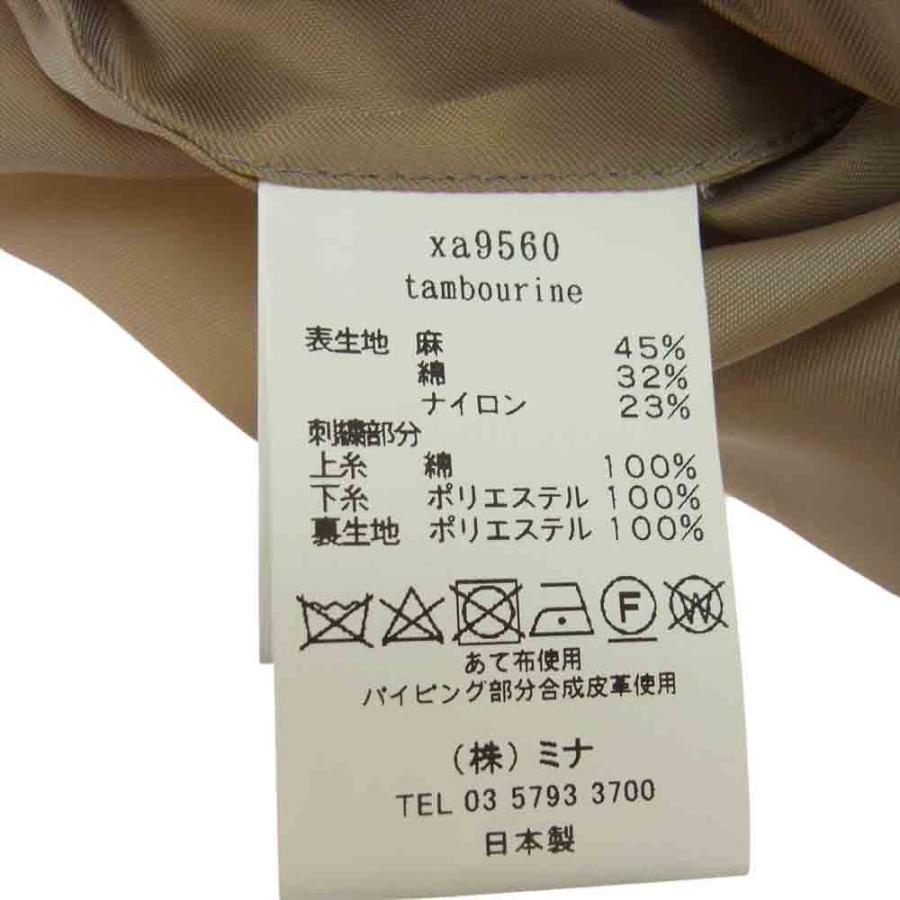 xa9560
tambourine
表生地 麻 45%
綿 32%
ナイロン 23%
刺繍部分
上糸 綿 100%
下糸 ポリエステル 100%
裏生地 ポリエステル 100%
F W
あて布使用
パイピング部分合成皮革使用
(株)ミナ
TEL 03 5793 3700
日本製